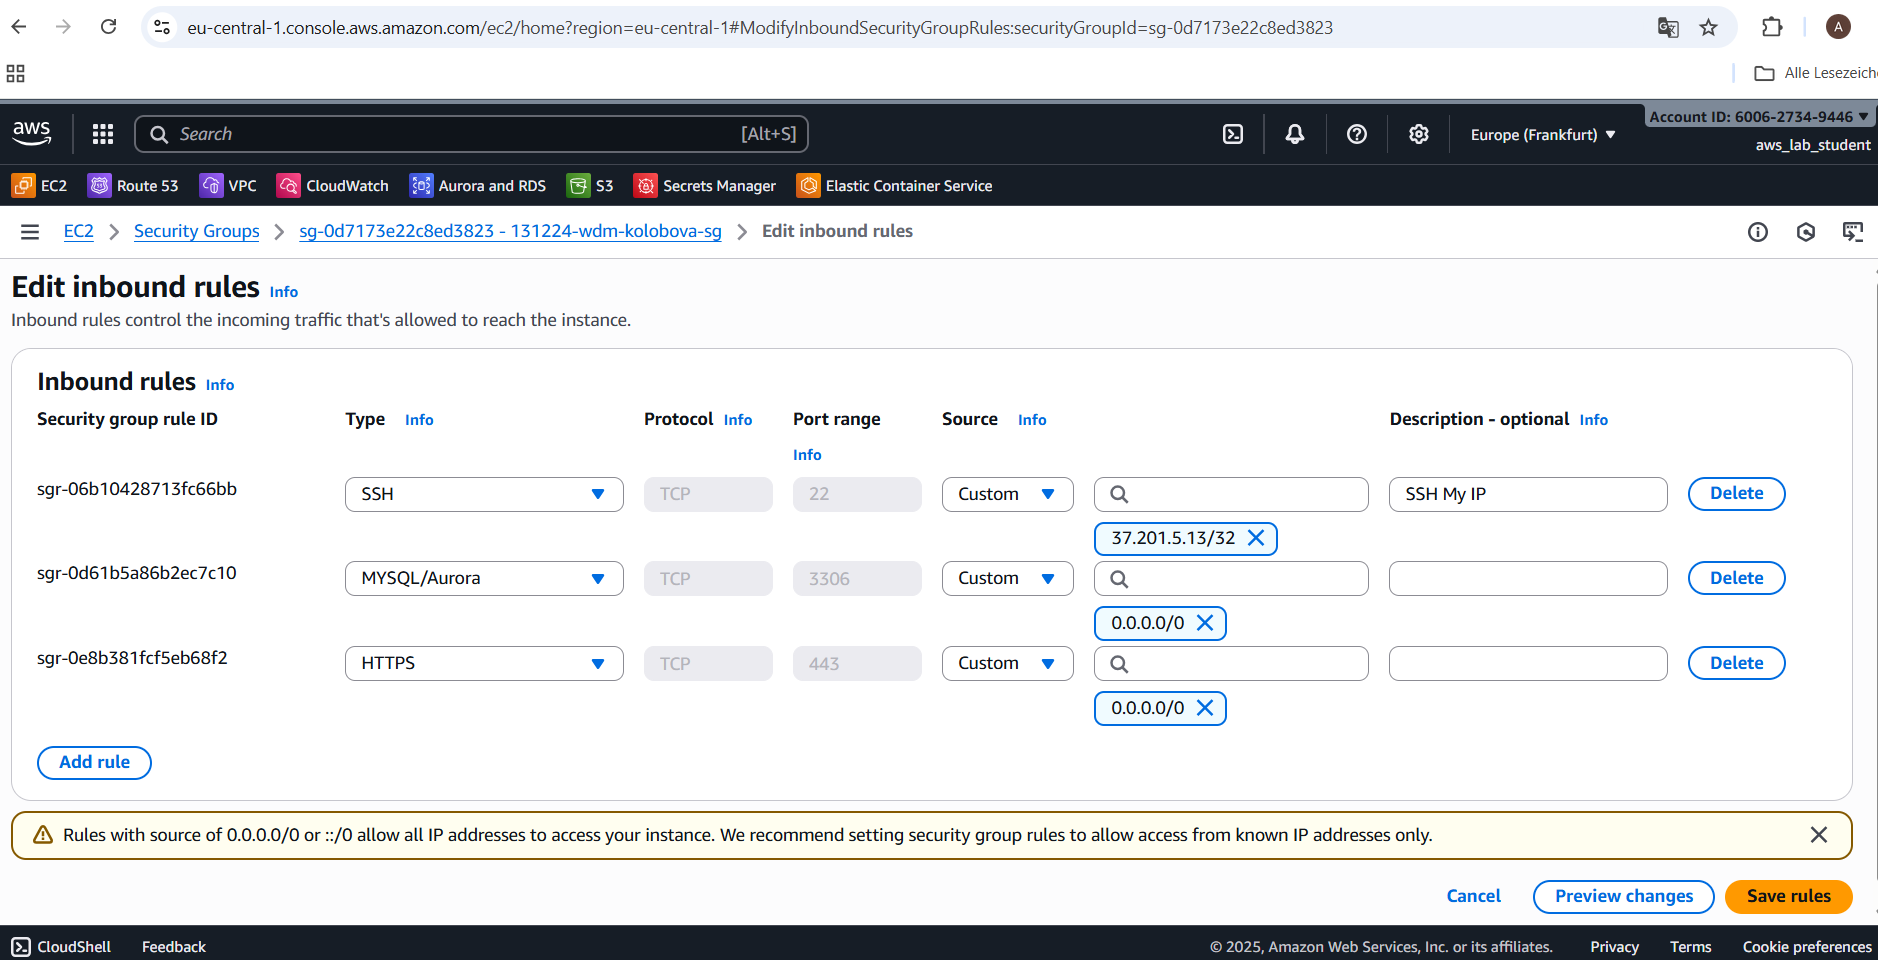 eu-central-1.console.aws.amazon.com/ec2/home?region=eu-central-1#ModifyInboundSecurityGroupRules:securityGroupId=sg-0d7173e22c8ed3823
A
Alle Lesezeiche
aws
Search
[Alt+S]
Europe (Frankfurt)
Account ID: 6006-2734-9446
aws_lab_student
EC2
Route 53
VPC
CloudWatch
Aurora and RDS
S3
Secrets Manager
Elastic Container Service
EC2
Security Groups
sg-0d7173e22c8ed3823 - 131224-wdm-kolobova-sg
Edit inbound rules
Edit inbound rules Info
Inbound rules control the incoming traffic that's allowed to reach the instance.
Inbound rules Info
Security group rule ID
Type Info
Protocol Info
Port range
Info
Source Info
Description - optional Info
sgr-06b10428713fc66bb
SSH
TCP
22
Custom
SSH My IP
Delete
37.201.5.13/32
sgr-0d61b5a86b2ec7c10
MYSQL/Aurora
TCP
3306
Custom
Delete
0.0.0.0/0
sgr-0e8b381fcf5eb68f2
HTTPS
TCP
443
Custom
Delete
0.0.0.0/0
Add rule
Rules with source of 0.0.0.0/0 or ::/0 allow all IP addresses to access your instance. We recommend setting security group rules to allow access from known IP addresses only.
Cancel
Preview changes
Save rules
CloudShell
Feedback
© 2025, Amazon Web Services, Inc. or its affiliates.
Privacy
Terms
Cookie preferences